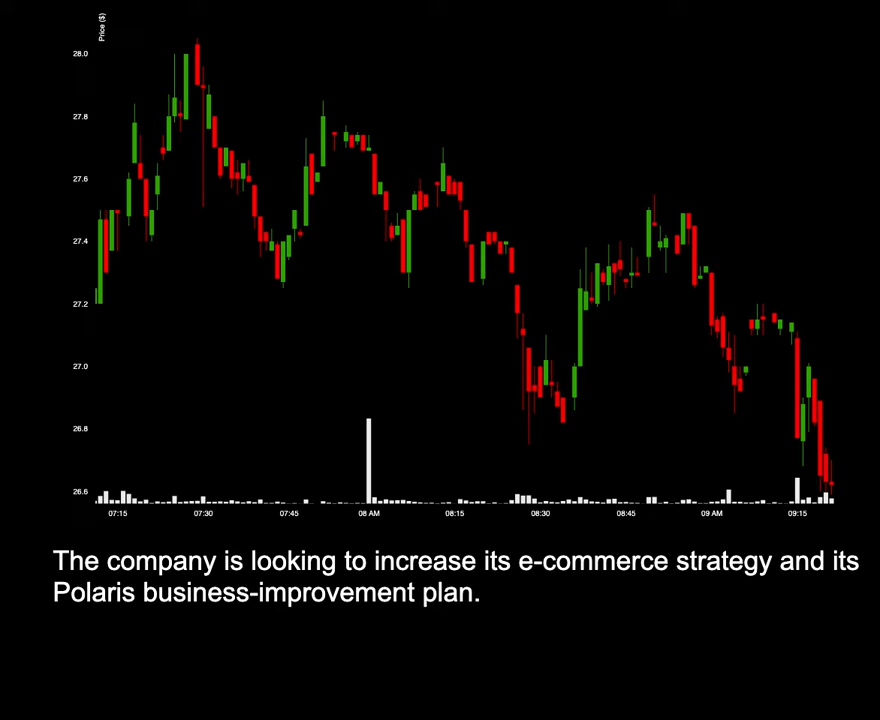 Price ($)
28.0
27.8
27.6
27.4
27.2
27.0
26.8
26.6
07:15 07:30 07:45 08 AM 08:15 08:30 08:45 09 AM 09:15
The company is looking to increase its e-commerce strategy and its
Polaris business-improvement plan.